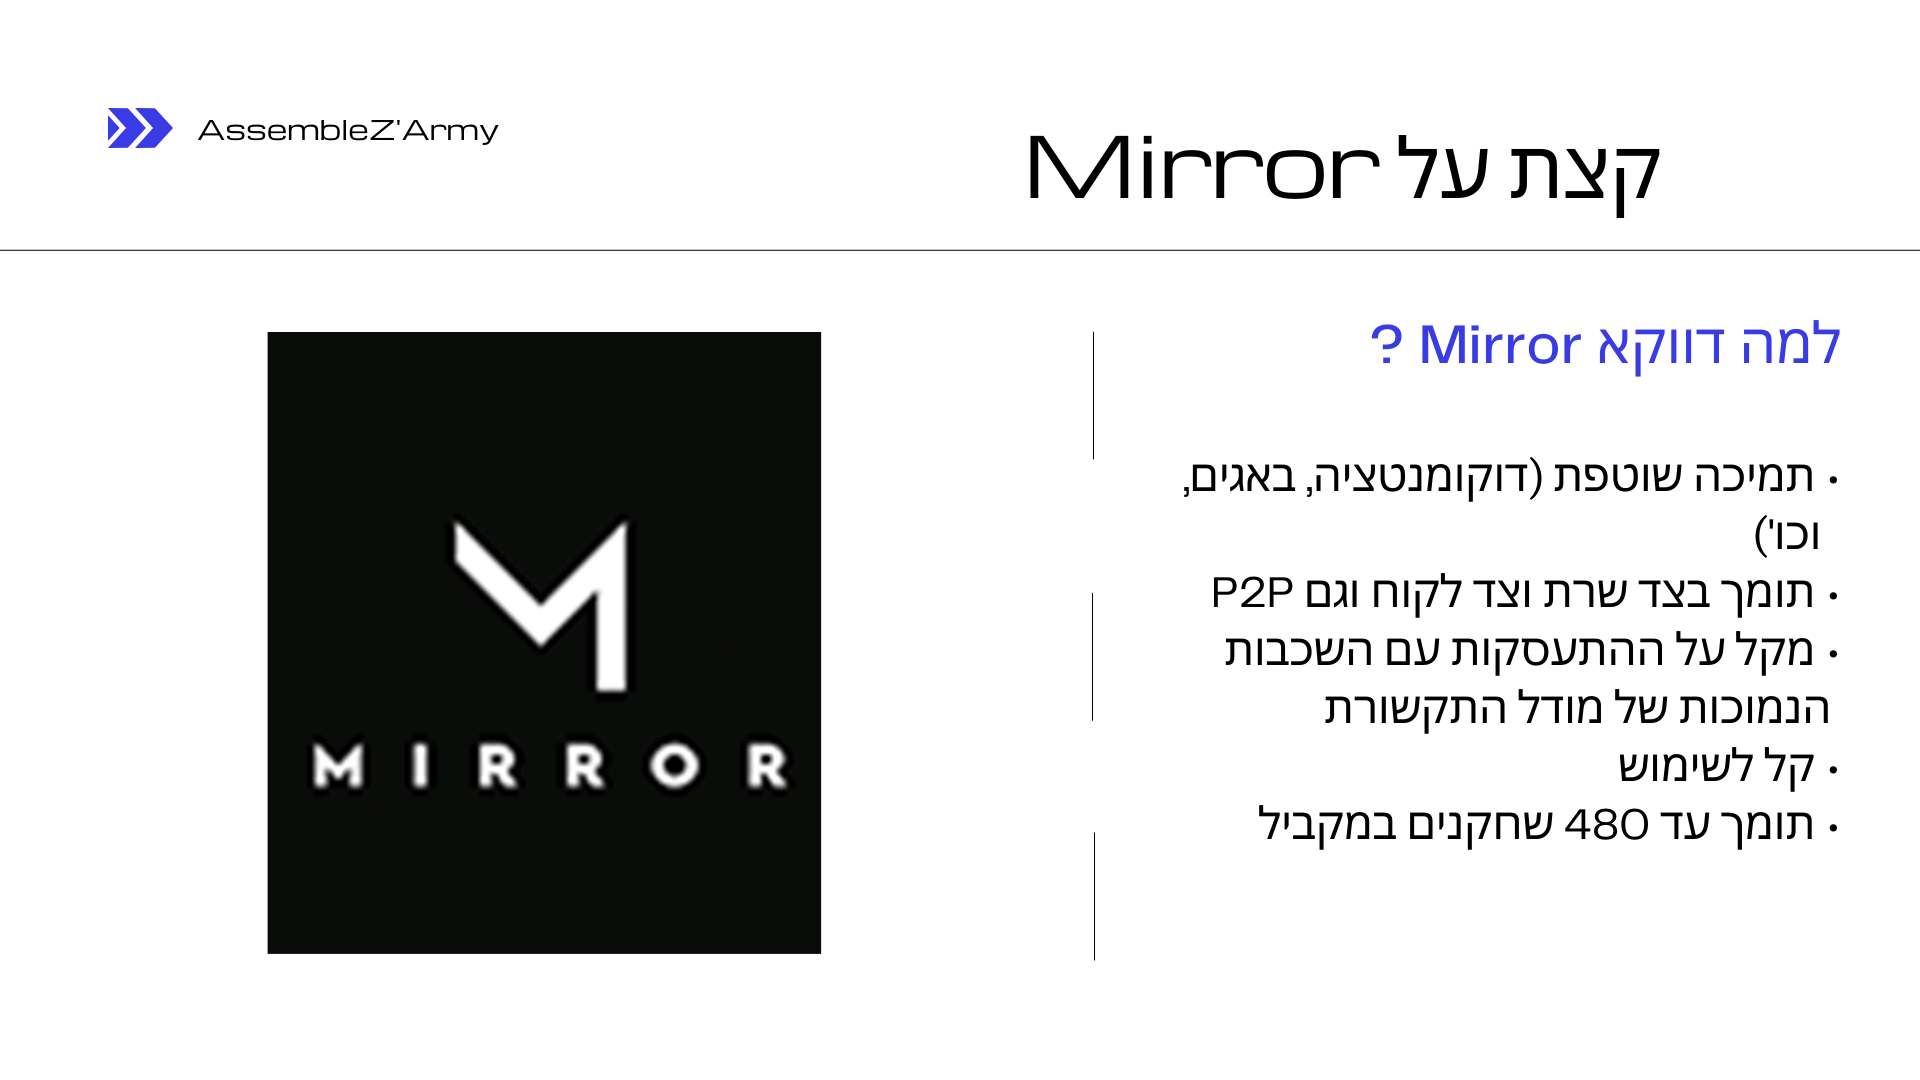 AssembleZ'Army
קצת על Mirror
למה דווקא Mirror ?
• תמיכה שוטפת (דוקומנטציה, באגים,
וכו')
• תומך בצד שרת וצד לקוח וגם P2P
• מקל על ההתעסקות עם השכבות
הנמוכות של מודל התקשורת
• קל לשימוש
• תומך עד 480 שחקנים במקביל
MIRROR